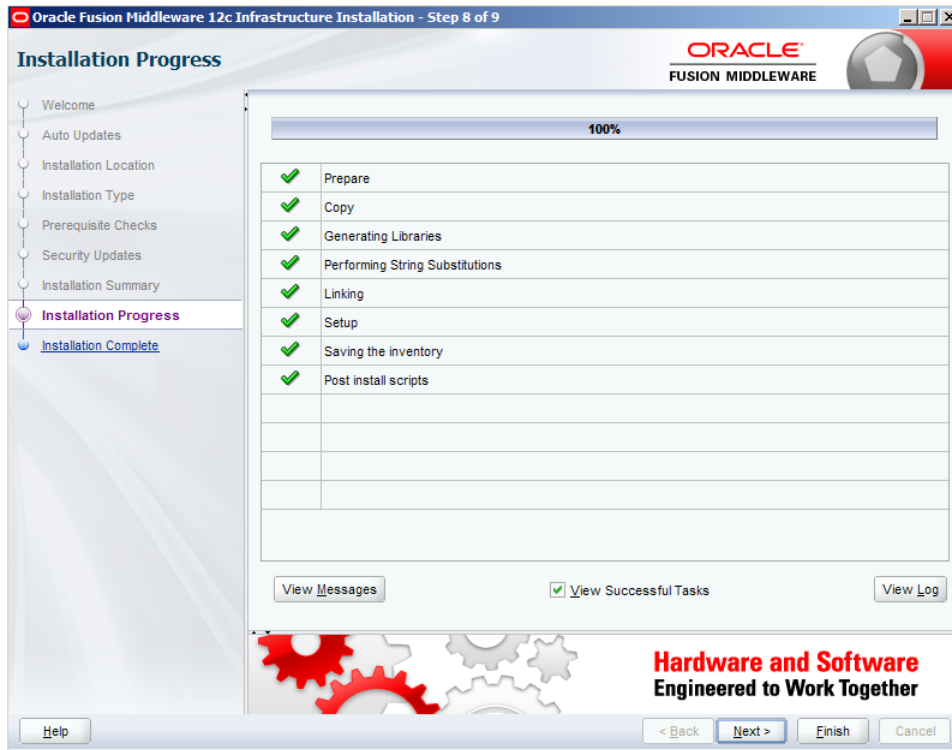 Oracle Fusion Middleware 12c Infrastructure Installation - Step 8 of 9
Installation Progress
ORACLE
FUSION MIDDLEWARE
Welcome
Auto Updates
Installation Location
Installation Type
Prerequisite Checks
Security Updates
Installation Summary
Installation Progress
Installation Complete
100%
Prepare
Copy
Generating Libraries
Performing String Substitutions
Linking
Setup
Saving the inventory
Post install scripts
View Messages
View Successful Tasks
View Log
Hardware and Software
Engineered to Work Together
Help
< Back
Next >
Finish
Cancel